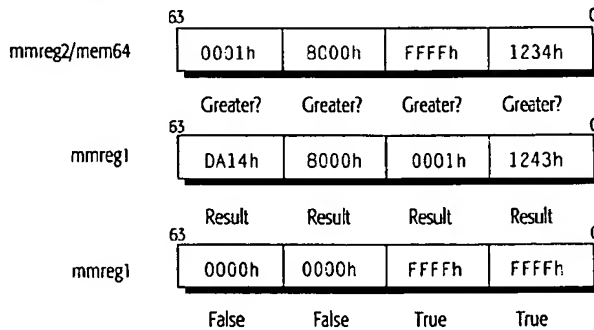 63 0
mmreg2/mem64 0001h 8000h FFFFh 1234h
Greater? Greater? Greater? Greater?
63 0
mmreg1 DA14h 8000h 0001h 1243h
Result Result Result Result
63 0
mmreg1 0000h 0000h FFFFh FFFFh
False False True True